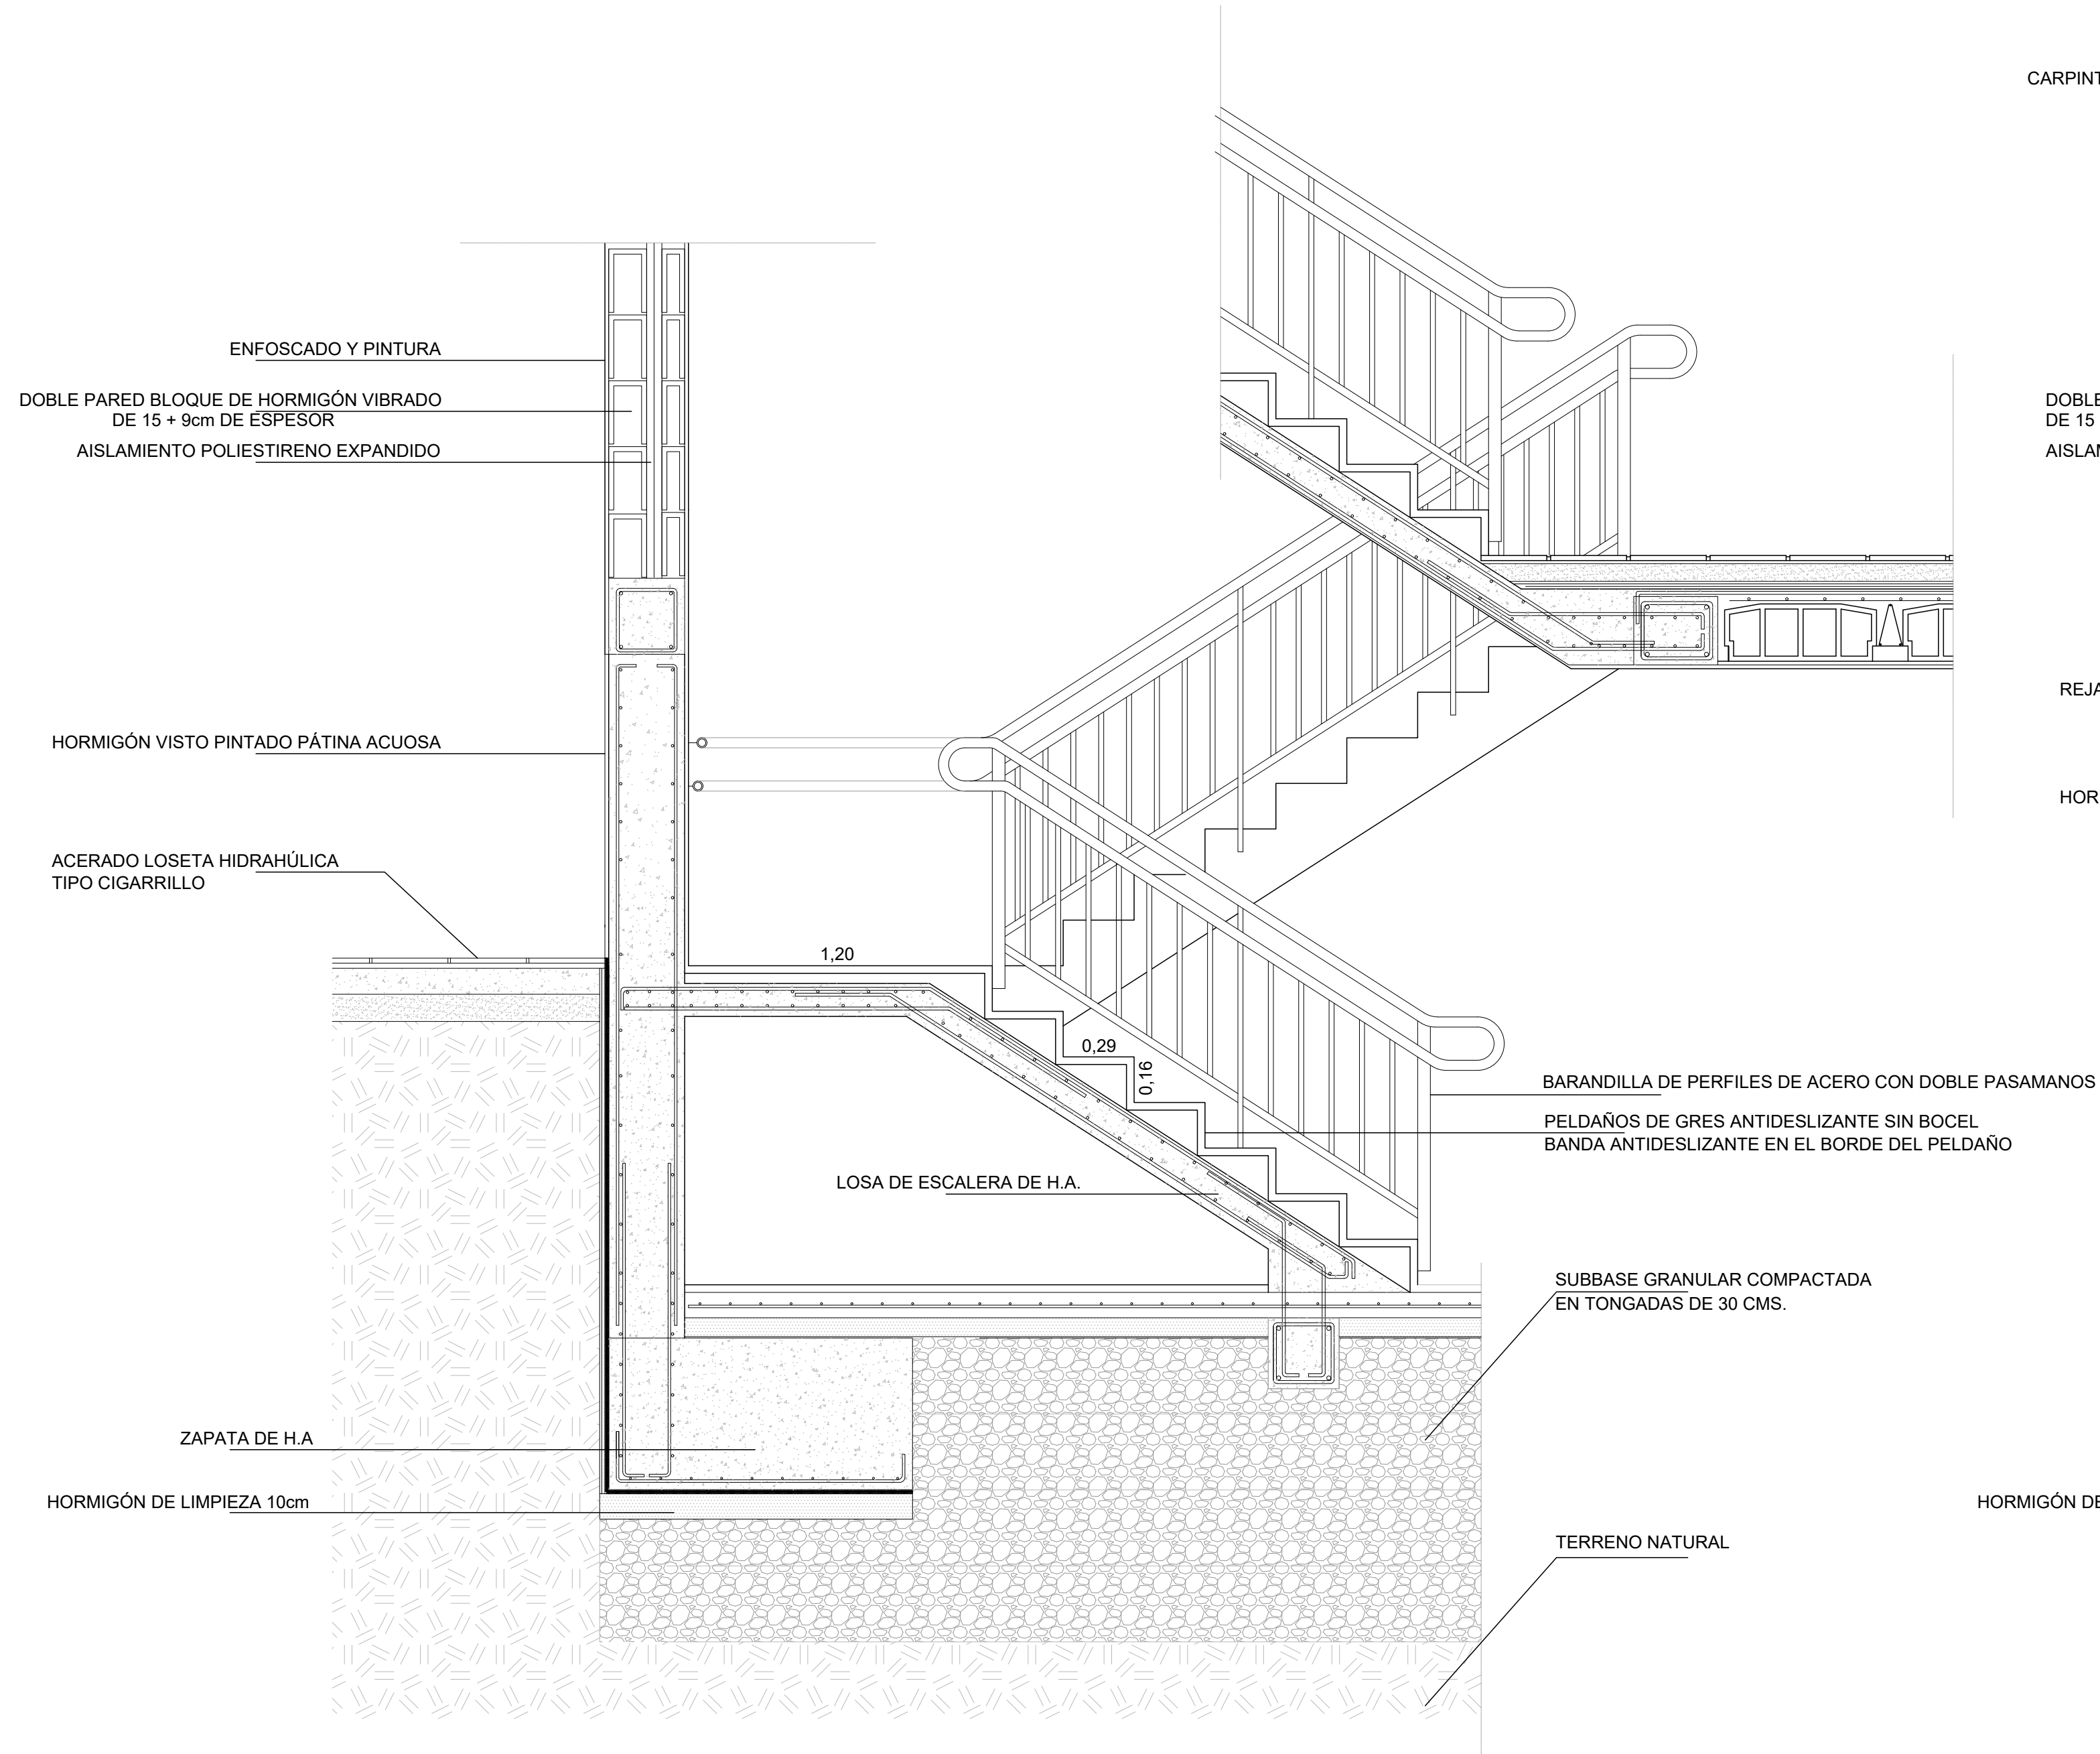 CARPINT
ENFOSCADO Y PINTURA
DOBLE PARED BLOQUE DE HORMIGÓN VIBRADO
DE 15 + 9cm DE ESPESOR
AISLAMIENTO POLIESTIRENO EXPANDIDO
DOBLE
DE 15
AISLAM
REJA
HORMIGÓN VISTO PINTADO PÁTINA ACUOSA
HOR
ACERADO LOSETA HIDRAHÚLICA
TIPO CIGARRILLO
1,20
0,29
0,16
BARANDILLA DE PERFILES DE ACERO CON DOBLE PASAMANOS
PELDAÑOS DE GRES ANTIDESLIZANTE SIN BOCEL
BANDA ANTIDESLIZANTE EN EL BORDE DEL PELDAÑO
LOSA DE ESCALERA DE H.A.
SUBBASE GRANULAR COMPACTADA
EN TONGADAS DE 30 CMS.
ZAPATA DE H.A
HORMIGÓN DE LIMPIEZA 10cm
HORMIGÓN DE
TERRENO NATURAL